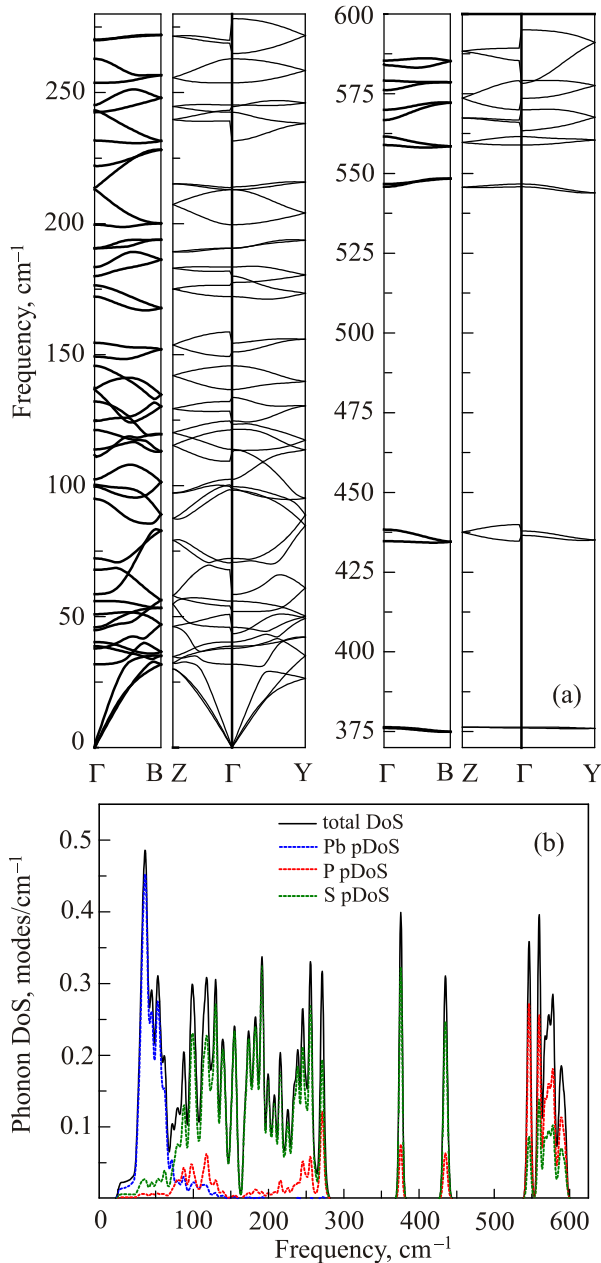 Frequency, cm⁻¹
250
200
150
100
50
0
Γ B Z Γ Y
600
575
550
525
500
475
450
425
400
375
(a)
Γ B Z Γ Y
Phonon DoS, modes/cm⁻¹
0.5
0.4
0.3
0.2
0.1
total DoS
Pb pDoS
P pDoS
S pDoS
(b)
0 100 200 300 400 500 600
Frequency, cm⁻¹